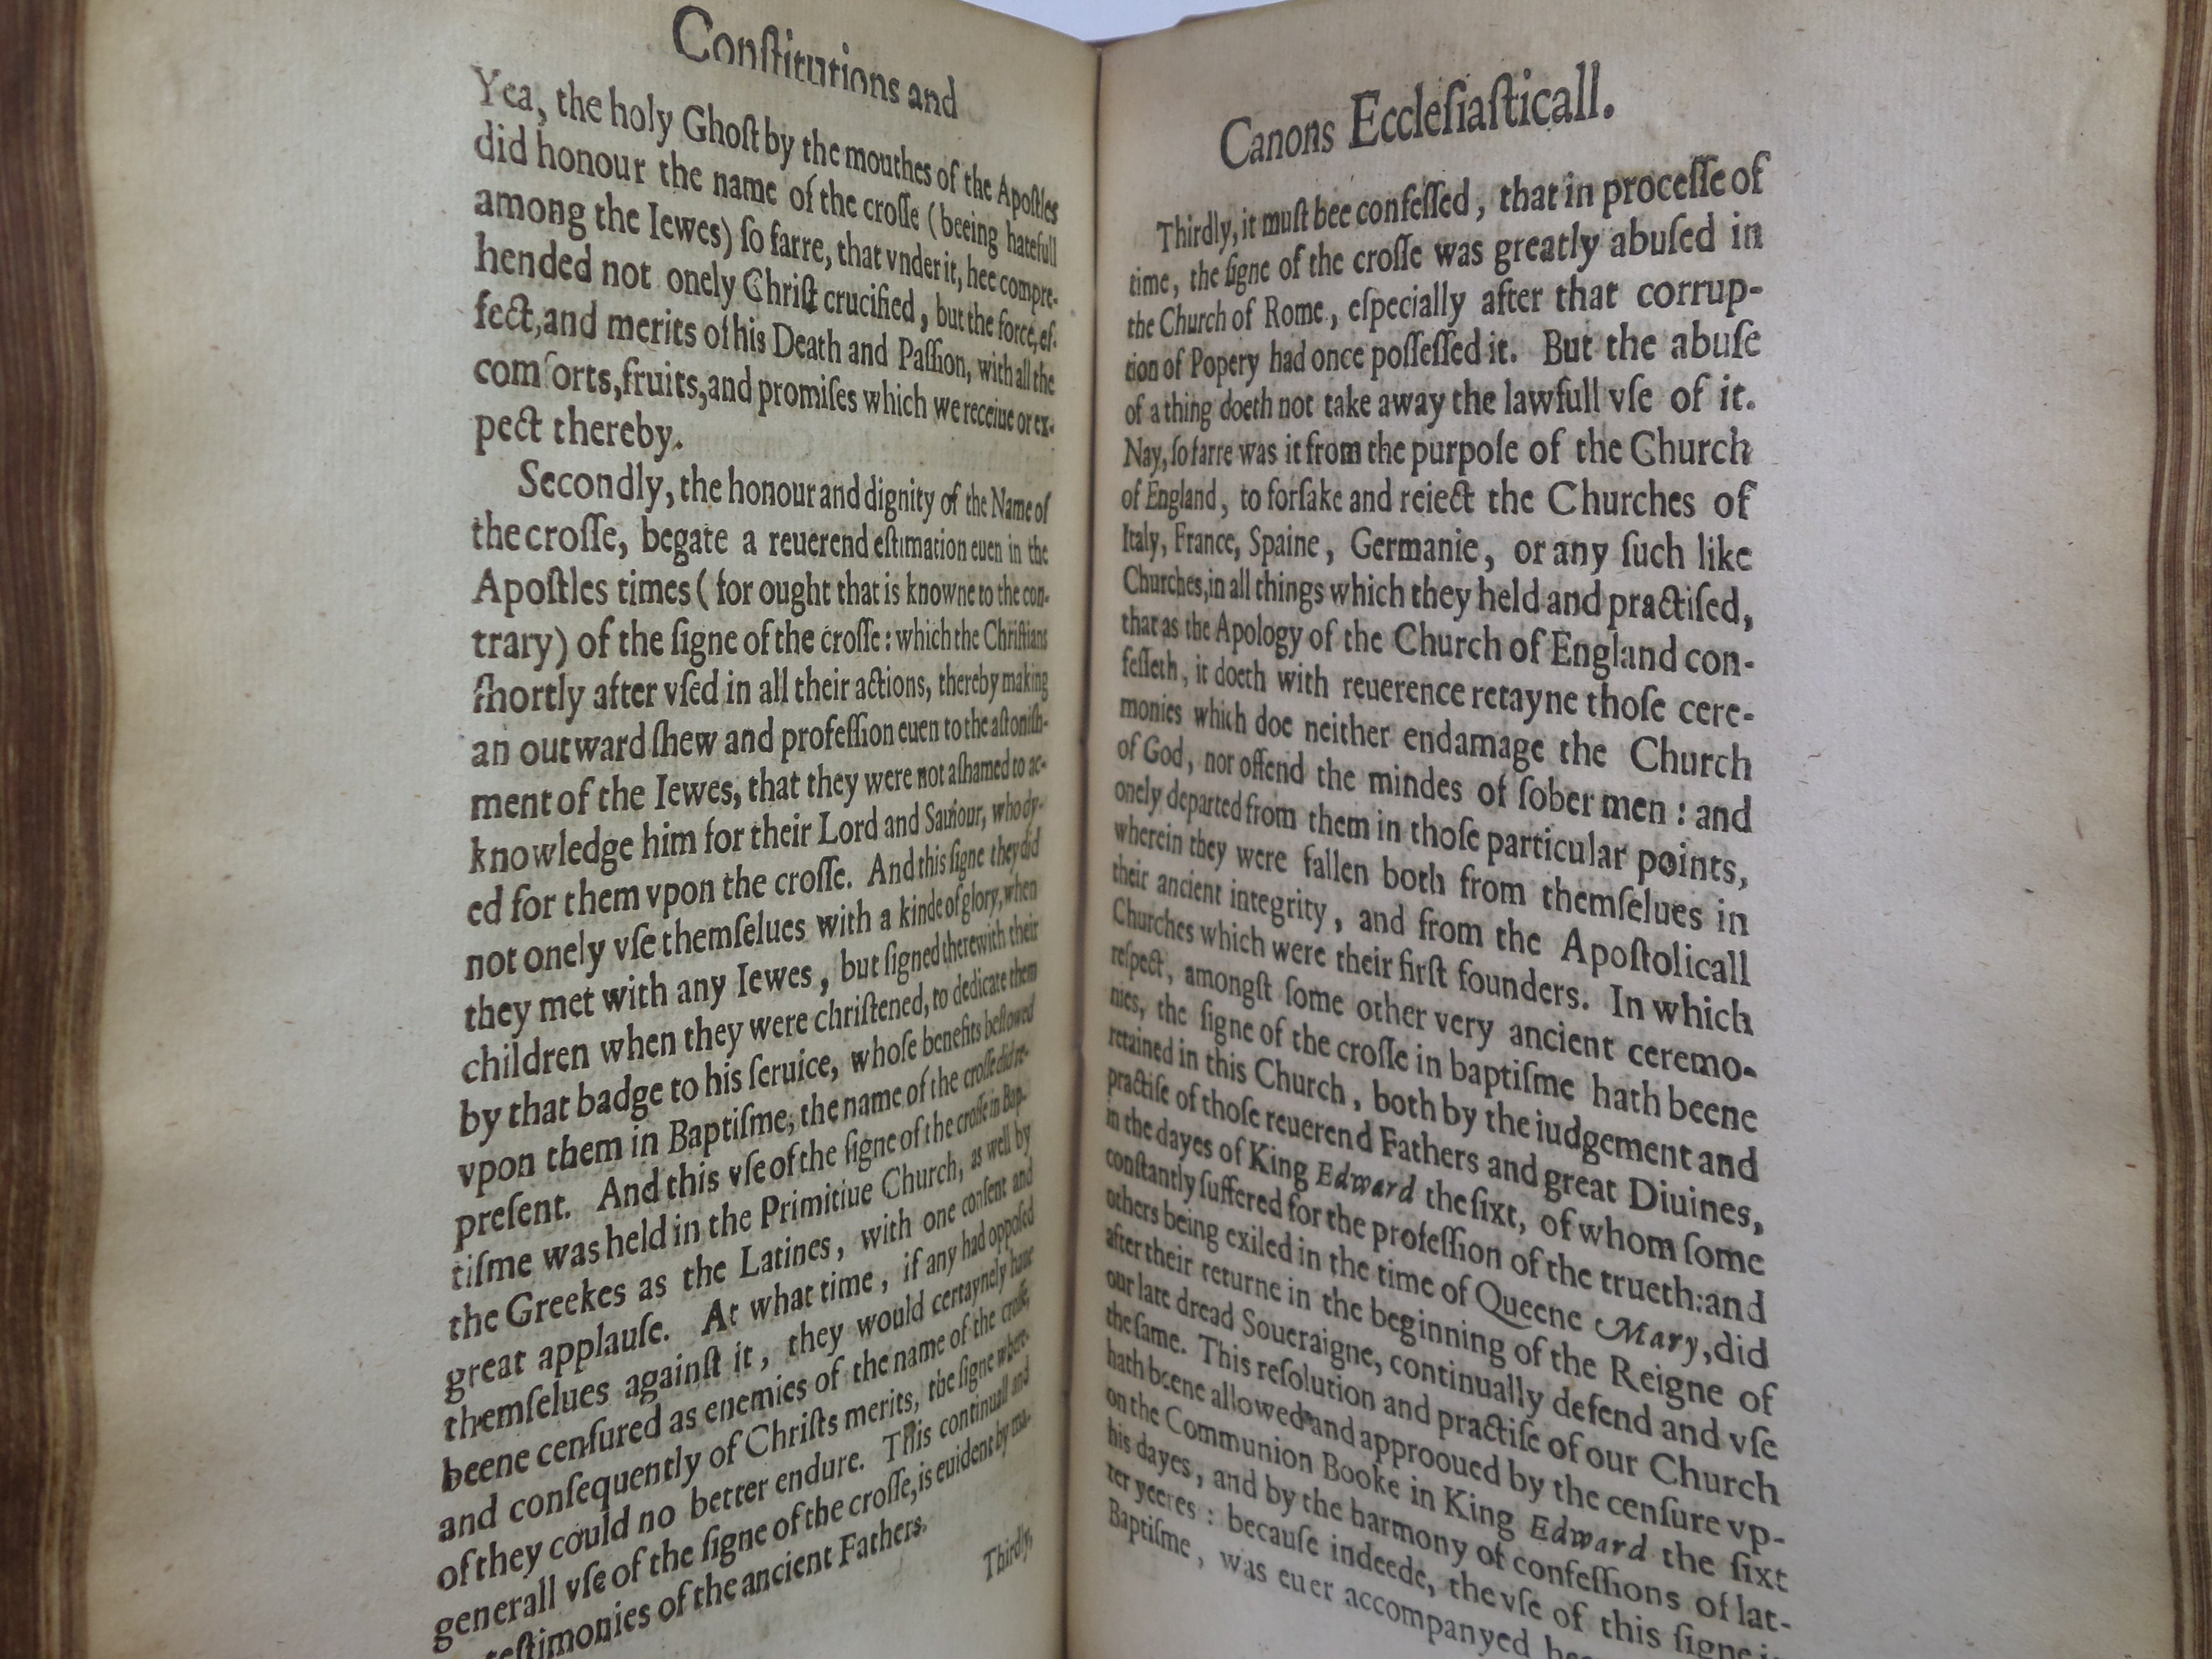 Conſtitutions and
Yea, the holy Ghoſt by the mouthes of the Apoſtles
did honour the name of the croſſe (beeing hatefull
among the Iewes) ſo farre, that vnder it, hee compre-
hended not onely Chriſt crucified, but the force, ef-
fect, and merits of his Death and Paſſion, with all the
comforts, fruits, and promiſes which we receiue or ex-
pect thereby.
Secondly, the honour and dignity of the Name of
the croſſe, begate a reuerend eſtimation euen in the
Apoſtles times (for ought that is knowne to the con-
trary) of the ſigne of the croſſe: which the Chriſtians
ſhortly after vſed in all their actions, thereby making
an outward ſhew and profeſſion euen to the aſtoniſh-
ment of the Iewes, that they were not aſhamed to ac-
knowledge him for their Lord and Sauiour, who dy-
ed for them vpon the croſſe. And this ſigne they did
not onely vſe themſelues with a kinde of glory, when
they met with any Iewes, but ſigned therewith their
children when they were chriſtened, to dedicate them
by that badge to his ſeruice, whoſe benefits beſtowed
vpon them in Baptiſme, the name of the croſſe did re-
preſent. And this vſe of the ſigne of the croſſe in Bap-
tiſme was held in the Primitiue Church, as well by
the Greekes as the Latines, with one conſent and
great applauſe. At what time, if any had oppoſed
themſelues againſt it, they would certaynely haue
beene cenſured as enemies of the name of the croſſe,
and conſequently of Chriſts merits, the ſigne where-
of they could no better endure. This continuall and
generall vſe of the ſigne of the croſſe, is euident by ma-
teſtimonies of the ancient Fathers.
Thirdly,
Canons Eccleſiaſticall.
Thirdly, it muſt bee confeſſed, that in proceſſe of
time, the ſigne of the croſſe was greatly abuſed in
the Church of Rome, eſpecially after that corrup-
tion of Popery had once poſſeſſed it. But the abuſe
of a thing doeth not take away the lawfull vſe of it.
Nay, ſo farre was it from the purpoſe of the Church
of England, to forſake and reiect the Churches of
Italy, France, Spaine, Germanie, or any ſuch like
Churches, in all things which they held and practiſed,
that as the Apology of the Church of England con-
feſſeth, it doeth with reuerence retayne thoſe cere-
monies which doe neither endamage the Church
of God, nor offend the mindes of ſober men: and
onely departed from them in thoſe particular points,
wherein they were fallen both from themſelues in
their ancient integrity, and from the Apoſtolicall
Churches which were their firſt founders. In which
reſpect, amongſt ſome other very ancient ceremo-
nies, the ſigne of the croſſe in baptiſme hath beene
retained in this Church, both by the iudgement and
practiſe of thoſe reuerend Fathers and great Diuines,
in the dayes of King Edward the ſixt, of whom ſome
conſtantly ſuffered for the profeſſion of the trueth: and
others being exiled in the time of Queene Mary, did
after their returne in the beginning of the Reigne of
our late dread Soueraigne, continually defend and vſe
the ſame. This reſolution and practiſe of our Church
hath beene allowed and approoued by the cenſure vp-
on the Communion Booke in King Edward the ſixt
his dayes, and by the harmony of confeſſions of lat-
ter yeeres: becauſe indeede, the vſe of this ſigne
Baptiſme, was euer accompanyed